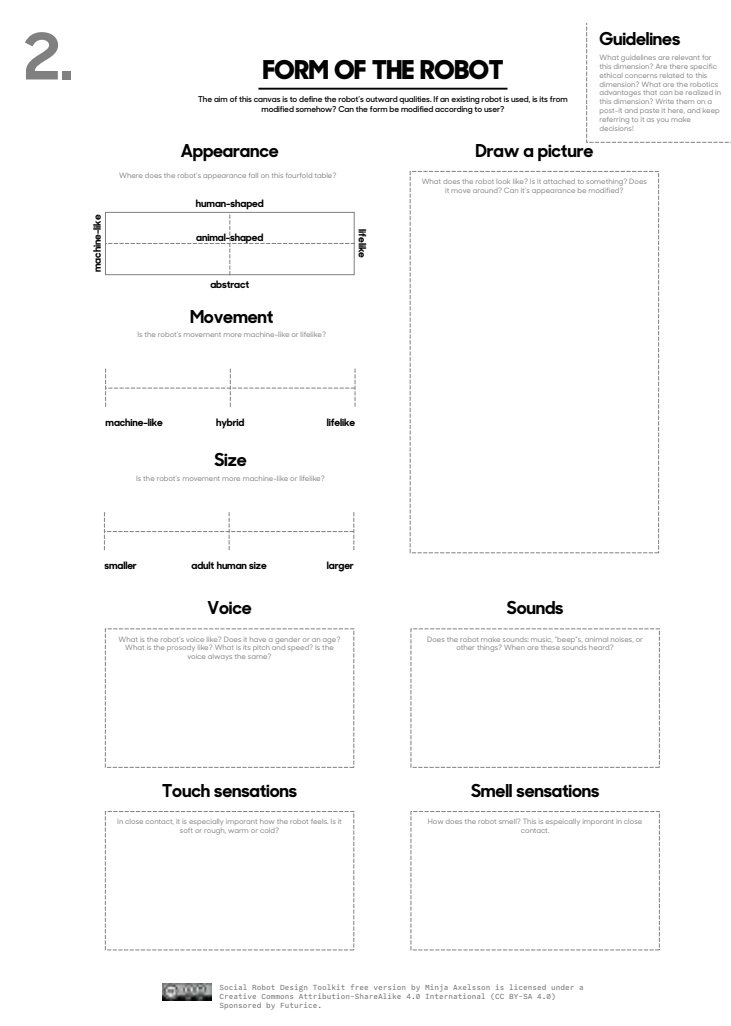 2.
FORM OF THE ROBOT
The aim of this canvas is to define the robot's outward qualities. If an existing robot is used, is its from
modified somehow? Can the form be modified according to user?
Guidelines
What guidelines are relevant for
this dimension? Are there specific
ethical concerns related to this
dimension? What are the robotics
advantages that can be realized in
this dimension? Write them on a
post-it and paste it here, and keep
referring to it as you make
decisions!
Appearance
Where does the robot's appearance fall on this fourfold table?
human-shaped
machine-like
animal-shaped
lifelike
abstract
Movement
Is the robot's movement more machine-like or lifelike?
machine-like hybrid lifelike
Size
Is the robot's movement more machine-like or lifelike?
smaller adult human size larger
Draw a picture
What does the robot look like? Is it attached to something? Does
it move around? Can it's appearance be modified?
Voice
What is the robot's voice like? Does it have a gender or an age?
What is the prosody like? What is its pitch and speed? Is the
voice always the same?
Sounds
Does the robot make sounds: music, "beep"s, animal noises, or
other things? When are these sounds heard?
Touch sensations
In close contact, it is especially imporant how the robot feels. Is it
soft or rough, warm or cold?
Smell sensations
How does the robot smell? This is espeically imporant in close
contact.
Social Robot Design Toolkit free version by Minja Axelsson is licensed under a
Creative Commons Attribution-ShareAlike 4.0 International (CC BY-SA 4.0)
Sponsored by Futurice.